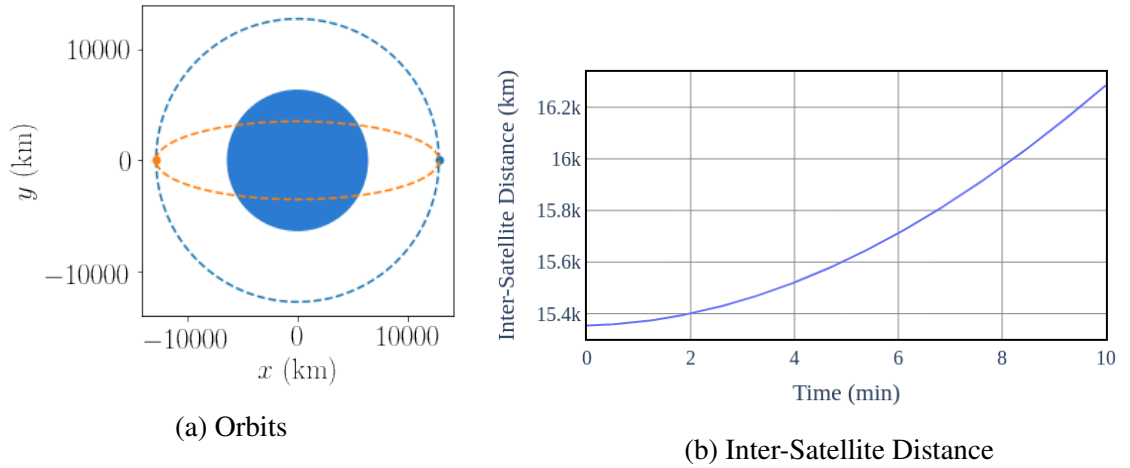 10000
0
−10000
y (km)
−10000 0 10000
x (km)
(a) Orbits
Inter-Satellite Distance (km)
16.2k
16k
15.8k
15.6k
15.4k
0 2 4 6 8 10
Time (min)
(b) Inter-Satellite Distance